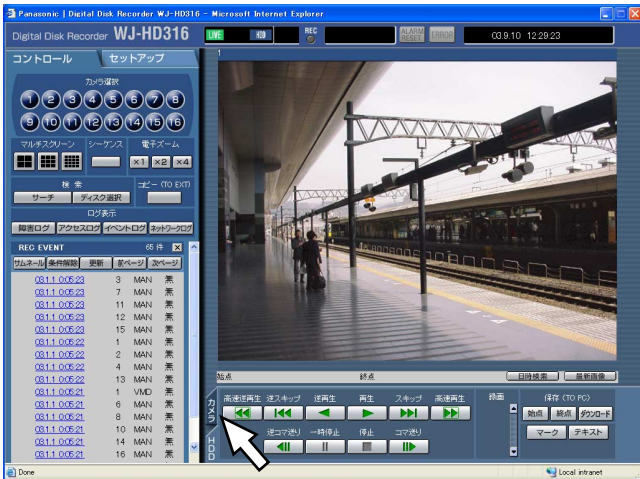 Panasonic | Digital Disk Recorder WJ-HD316 - Microsoft Internet Explorer
Digital Disk Recorder WJ-HD316
LIVE HDD REC ALARM RESET ERROR 03.9.10 12:29:23
コントロール セットアップ
1
カメラ選択
1 2 3 4 5 6 7 8
9 10 11 12 13 14 15 16
マルチスクリーン シーケンス 電子ズーム
×1 ×2 ×4
検 索 コピー (TO EXT)
サーチ ディスク選択
ログ表示
障害ログ アクセスログ イベントログ ネットワークログ
REC EVENT 65 件 X
サムネール 条件解除 更新 前ページ 次ページ
03.1.1 0:05:23 3 MAN 無
03.1.1 0:05:23 7 MAN 無
03.1.1 0:05:23 11 MAN 無
03.1.1 0:05:23 12 MAN 無
03.1.1 0:05:23 15 MAN 無
03.1.1 0:05:22 1 MAN 無
03.1.1 0:05:22 2 MAN 無
03.1.1 0:05:22 4 MAN 無
03.1.1 0:05:22 13 MAN 無
03.1.1 0:05:21 1 VMD 無
03.1.1 0:05:21 6 MAN 無
03.1.1 0:05:21 8 MAN 無
03.1.1 0:05:21 10 MAN 無
03.1.1 0:05:21 14 MAN 無
03.1.1 0:05:21 16 MAN 無
始点 終点 日時検索 最新画像
カメラ
HDD
高速逆再生 逆スキップ 逆再生 再生 スキップ 高速再生
逆コマ送り 一時停止 停止 コマ送り
録画
保存 (TO PC)
始点 終点 ダウンロード
マーク テキスト
Done Local intranet